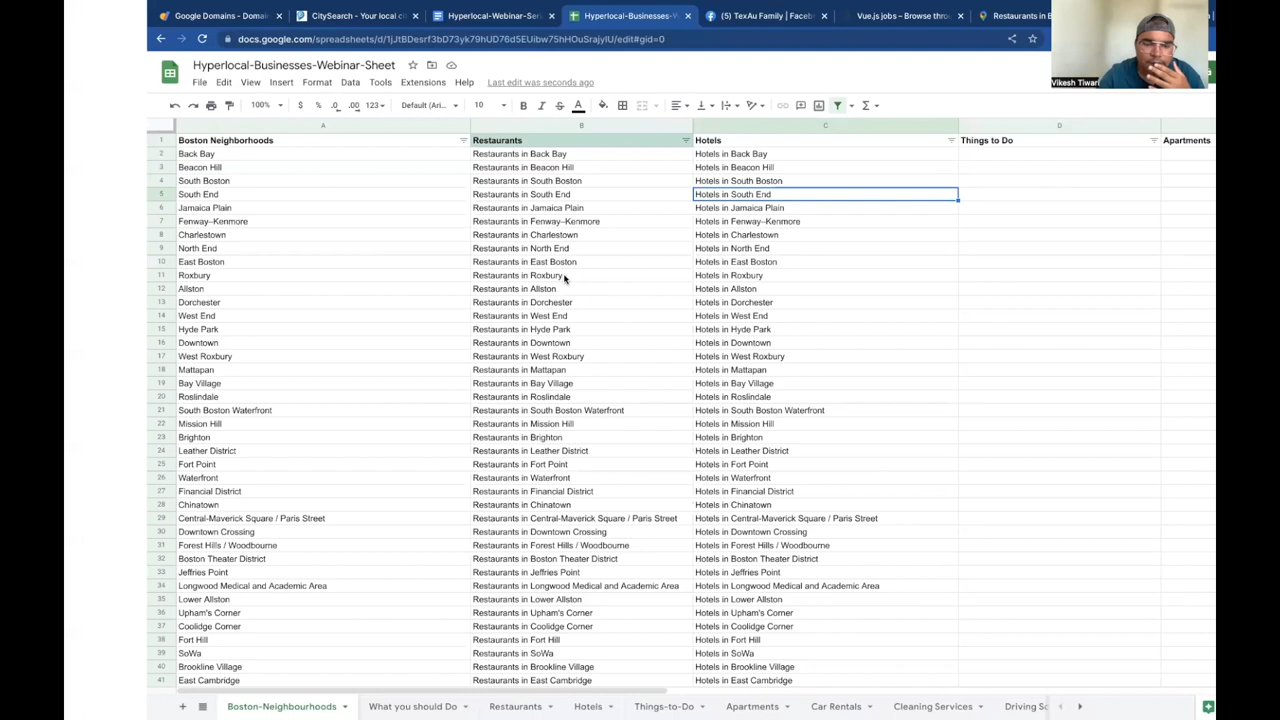 Google Domains - Domai
CitySearch - Your local ci
Hyperlocal-Webinar-Ser
Hyperlocal-Businesses-W
(5) TexAu Family | Faceb
Vue.js jobs – Browse thro
Restaurants in B
docs.google.com/spreadsheets/d/1jJtBDesrf3bD73yk79hUD76d5EUibw75hHOuSrajyIU/edit#gid=0
Vikesh Tiwari
Hyperlocal-Businesses-Webinar-Sheet
File Edit View Insert Format Data Tools Extensions Help Last edit was seconds ago
100% $ % .0 .00 123 Default (Ari... 10 B I S A
A B C D
1 Boston Neighborhoods Restaurants Hotels Things to Do Apartments
2 Back Bay Restaurants in Back Bay Hotels in Back Bay
3 Beacon Hill Restaurants in Beacon Hill Hotels in Beacon Hill
4 South Boston Restaurants in South Boston Hotels in South Boston
5 South End Restaurants in South End Hotels in South End
6 Jamaica Plain Restaurants in Jamaica Plain Hotels in Jamaica Plain
7 Fenway–Kenmore Restaurants in Fenway–Kenmore Hotels in Fenway–Kenmore
8 Charlestown Restaurants in Charlestown Hotels in Charlestown
9 North End Restaurants in North End Hotels in North End
10 East Boston Restaurants in East Boston Hotels in East Boston
11 Roxbury Restaurants in Roxbury Hotels in Roxbury
12 Allston Restaurants in Allston Hotels in Allston
13 Dorchester Restaurants in Dorchester Hotels in Dorchester
14 West End Restaurants in West End Hotels in West End
15 Hyde Park Restaurants in Hyde Park Hotels in Hyde Park
16 Downtown Restaurants in Downtown Hotels in Downtown
17 West Roxbury Restaurants in West Roxbury Hotels in West Roxbury
18 Mattapan Restaurants in Mattapan Hotels in Mattapan
19 Bay Village Restaurants in Bay Village Hotels in Bay Village
20 Roslindale Restaurants in Roslindale Hotels in Roslindale
21 South Boston Waterfront Restaurants in South Boston Waterfront Hotels in South Boston Waterfront
22 Mission Hill Restaurants in Mission Hill Hotels in Mission Hill
23 Brighton Restaurants in Brighton Hotels in Brighton
24 Leather District Restaurants in Leather District Hotels in Leather District
25 Fort Point Restaurants in Fort Point Hotels in Fort Point
26 Waterfront Restaurants in Waterfront Hotels in Waterfront
27 Financial District Restaurants in Financial District Hotels in Financial District
28 Chinatown Restaurants in Chinatown Hotels in Chinatown
29 Central-Maverick Square / Paris Street Restaurants in Central-Maverick Square / Paris Street Hotels in Central-Maverick Square / Paris Street
30 Downtown Crossing Restaurants in Downtown Crossing Hotels in Downtown Crossing
31 Forest Hills / Woodbourne Restaurants in Forest Hills / Woodbourne Hotels in Forest Hills / Woodbourne
32 Boston Theater District Restaurants in Boston Theater District Hotels in Boston Theater District
33 Jeffries Point Restaurants in Jeffries Point Hotels in Jeffries Point
34 Longwood Medical and Academic Area Restaurants in Longwood Medical and Academic Area Hotels in Longwood Medical and Academic Area
35 Lower Allston Restaurants in Lower Allston Hotels in Lower Allston
36 Upham's Corner Restaurants in Upham's Corner Hotels in Upham's Corner
37 Coolidge Corner Restaurants in Coolidge Corner Hotels in Coolidge Corner
38 Fort Hill Restaurants in Fort Hill Hotels in Fort Hill
39 SoWa Restaurants in SoWa Hotels in SoWa
40 Brookline Village Restaurants in Brookline Village Hotels in Brookline Village
41 East Cambridge Restaurants in East Cambridge Hotels in East Cambridge
Boston-Neighbourhoods What you should Do Restaurants Hotels Things-to-Do Apartments Car Rentals Cleaning Services Driving Sc